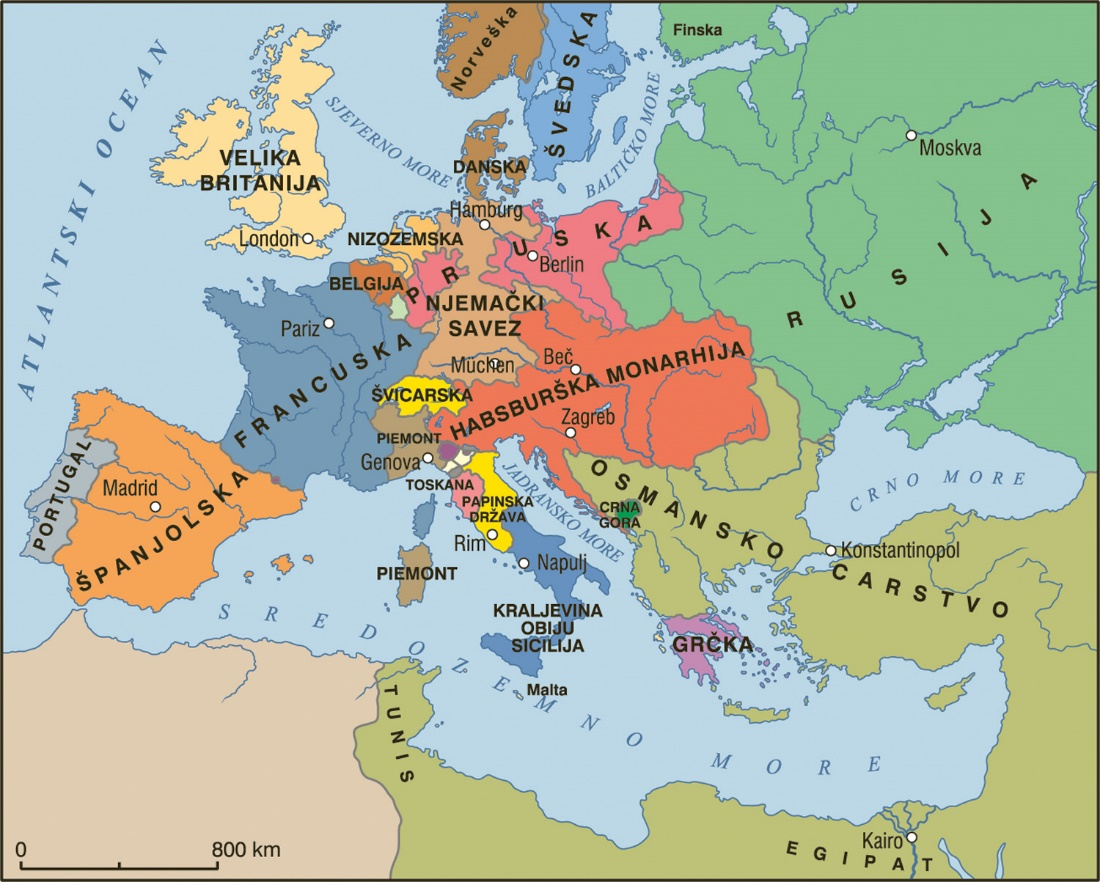 Norveška
ŠVEDSKA
Finska
ATLANTSKI OCEAN
SJEVERNO MORE
BALTIČKO MORE
Moskva
VELIKA
BRITANIJA
DANSKA
Hamburg
London
NIZOZEMSKA
PRUSKA
Berlin
RUSIJA
BELGIJA
NJEMAČKI
SAVEZ
Pariz
FRANCUSKA
Müchen
Beč
HABSBURŠKA MONARHIJA
ŠVICARSKA
Zagreb
PIEMONT
Genova
TOSKANA
PAPINSKA
DRŽAVA
JADRANSKO MORE
Rim
CRNA
GORA
OSMANSKO
CARSTVO
CRNO MORE
Konstantinopol
PORTUGAL
Madrid
ŠPANJOLSKA
PIEMONT
Napulj
KRALJEVINA
OBIJU
SICILIJA
GRČKA
Malta
SREDOZEMNO MORE
TUNIS
Kairo
EGIPAT
0 800 km